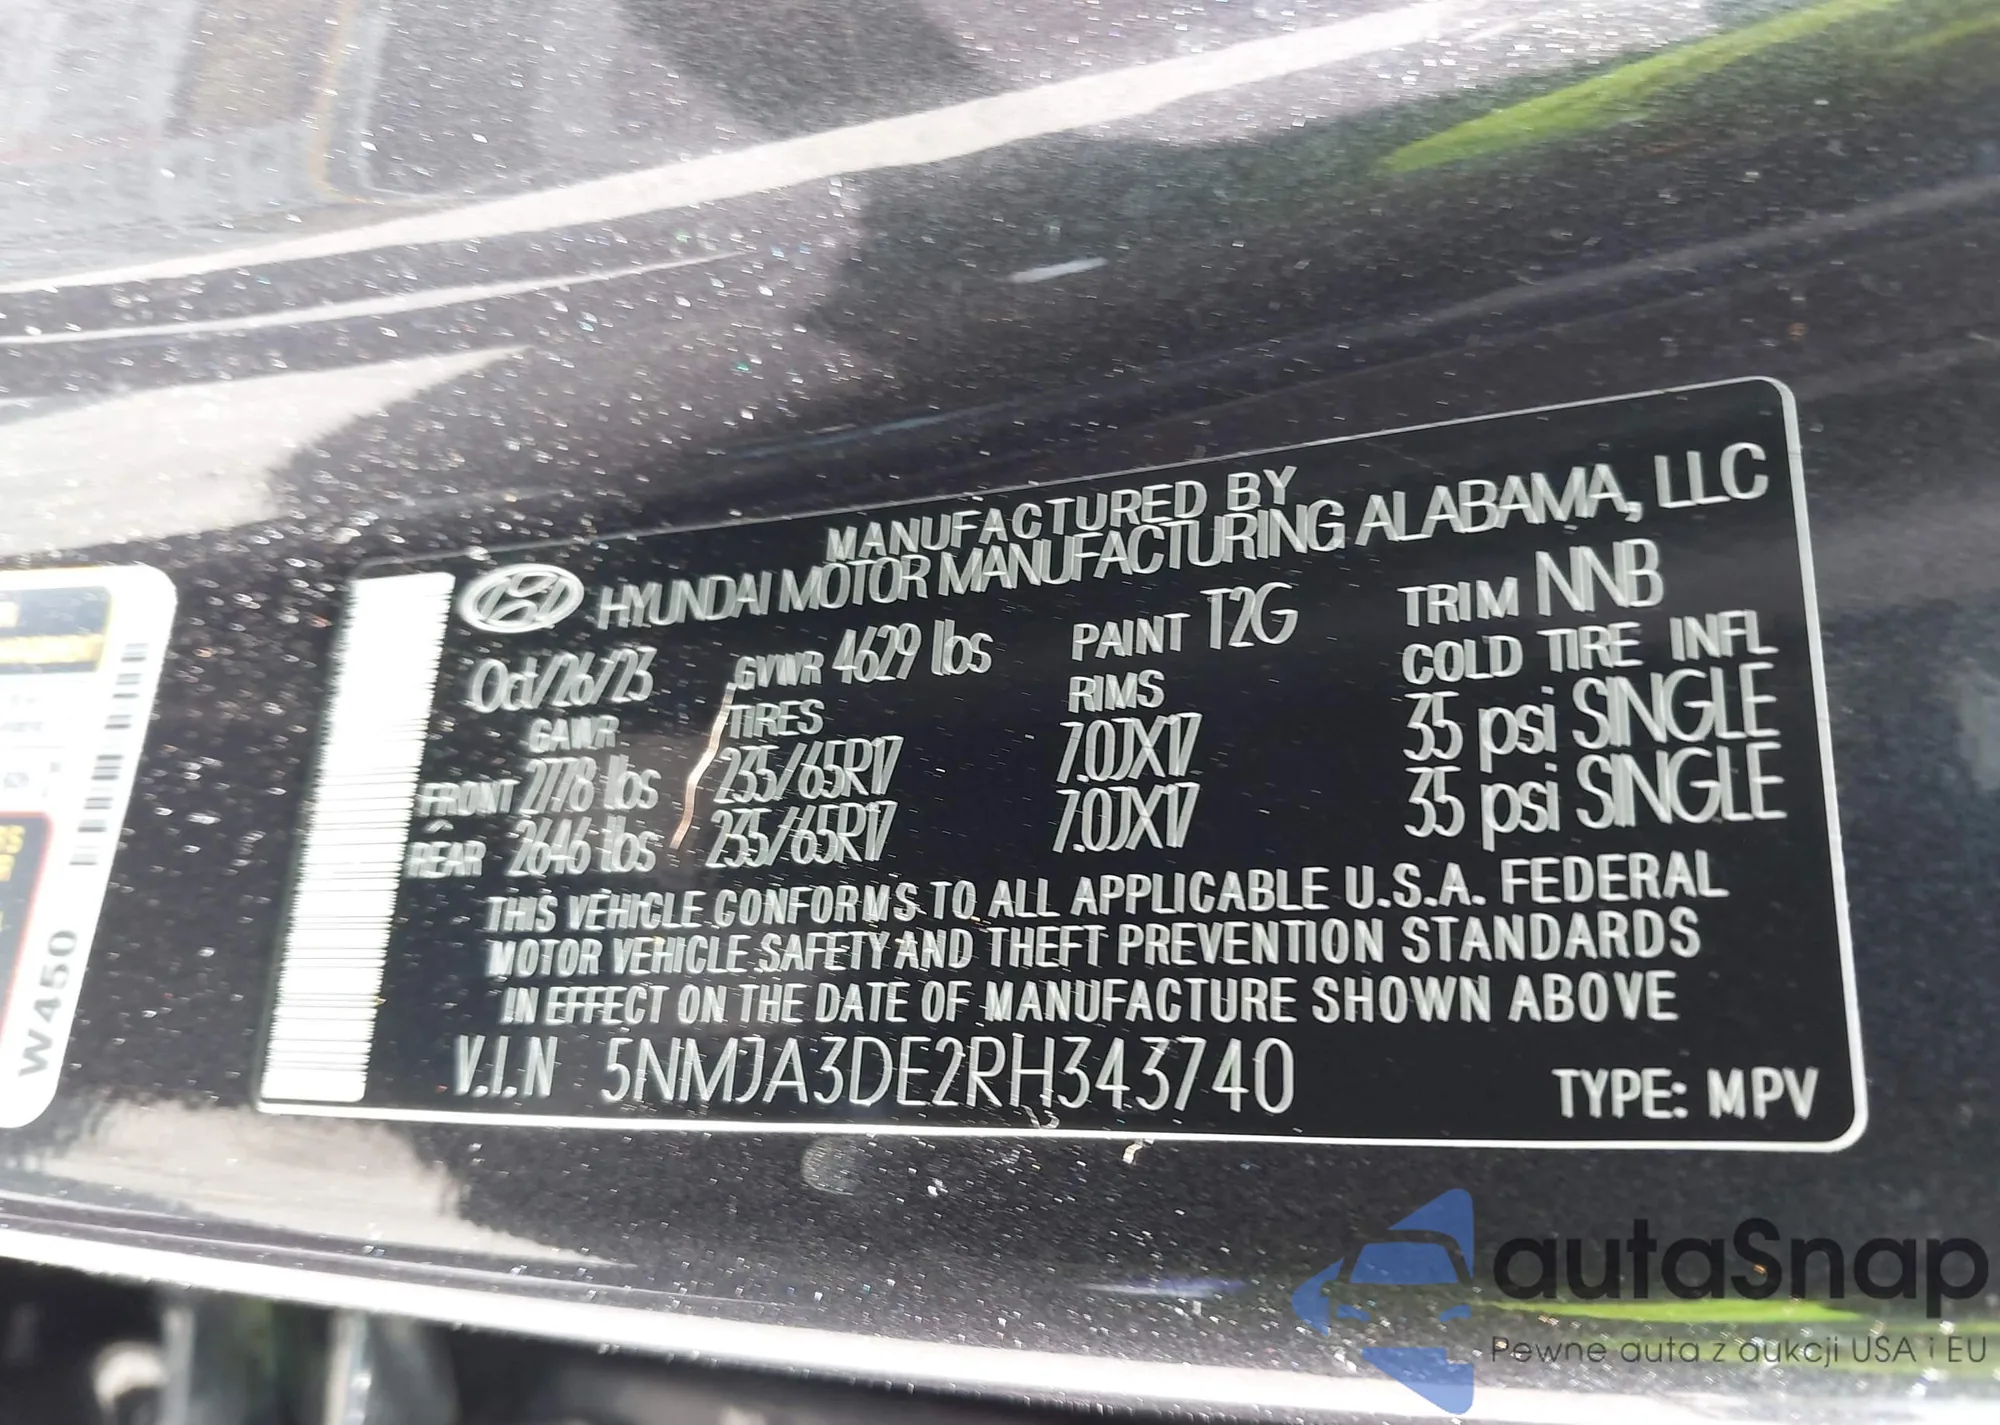 MANUFACTURED BY
HYUNDAI MOTOR MANUFACTURING ALABAMA, LLC
Oct/26/23 GVWR 4629 lbs PAINT T2G TRIM NNB
GAWR TIRES RIMS COLD TIRE INFL
FRONT 2778 lbs 235/65R17 7.0JX17 35 psi SINGLE
REAR 2646 lbs 235/65R17 7.0JX17 35 psi SINGLE
THIS VEHICLE CONFORMS TO ALL APPLICABLE U.S.A. FEDERAL
MOTOR VEHICLE SAFETY AND THEFT PREVENTION STANDARDS
IN EFFECT ON THE DATE OF MANUFACTURE SHOWN ABOVE
V.I.N 5NMJA3DE2RH343740 TYPE: MPV
W450
autaSnap
Pewne auta z aukcji USA i EU